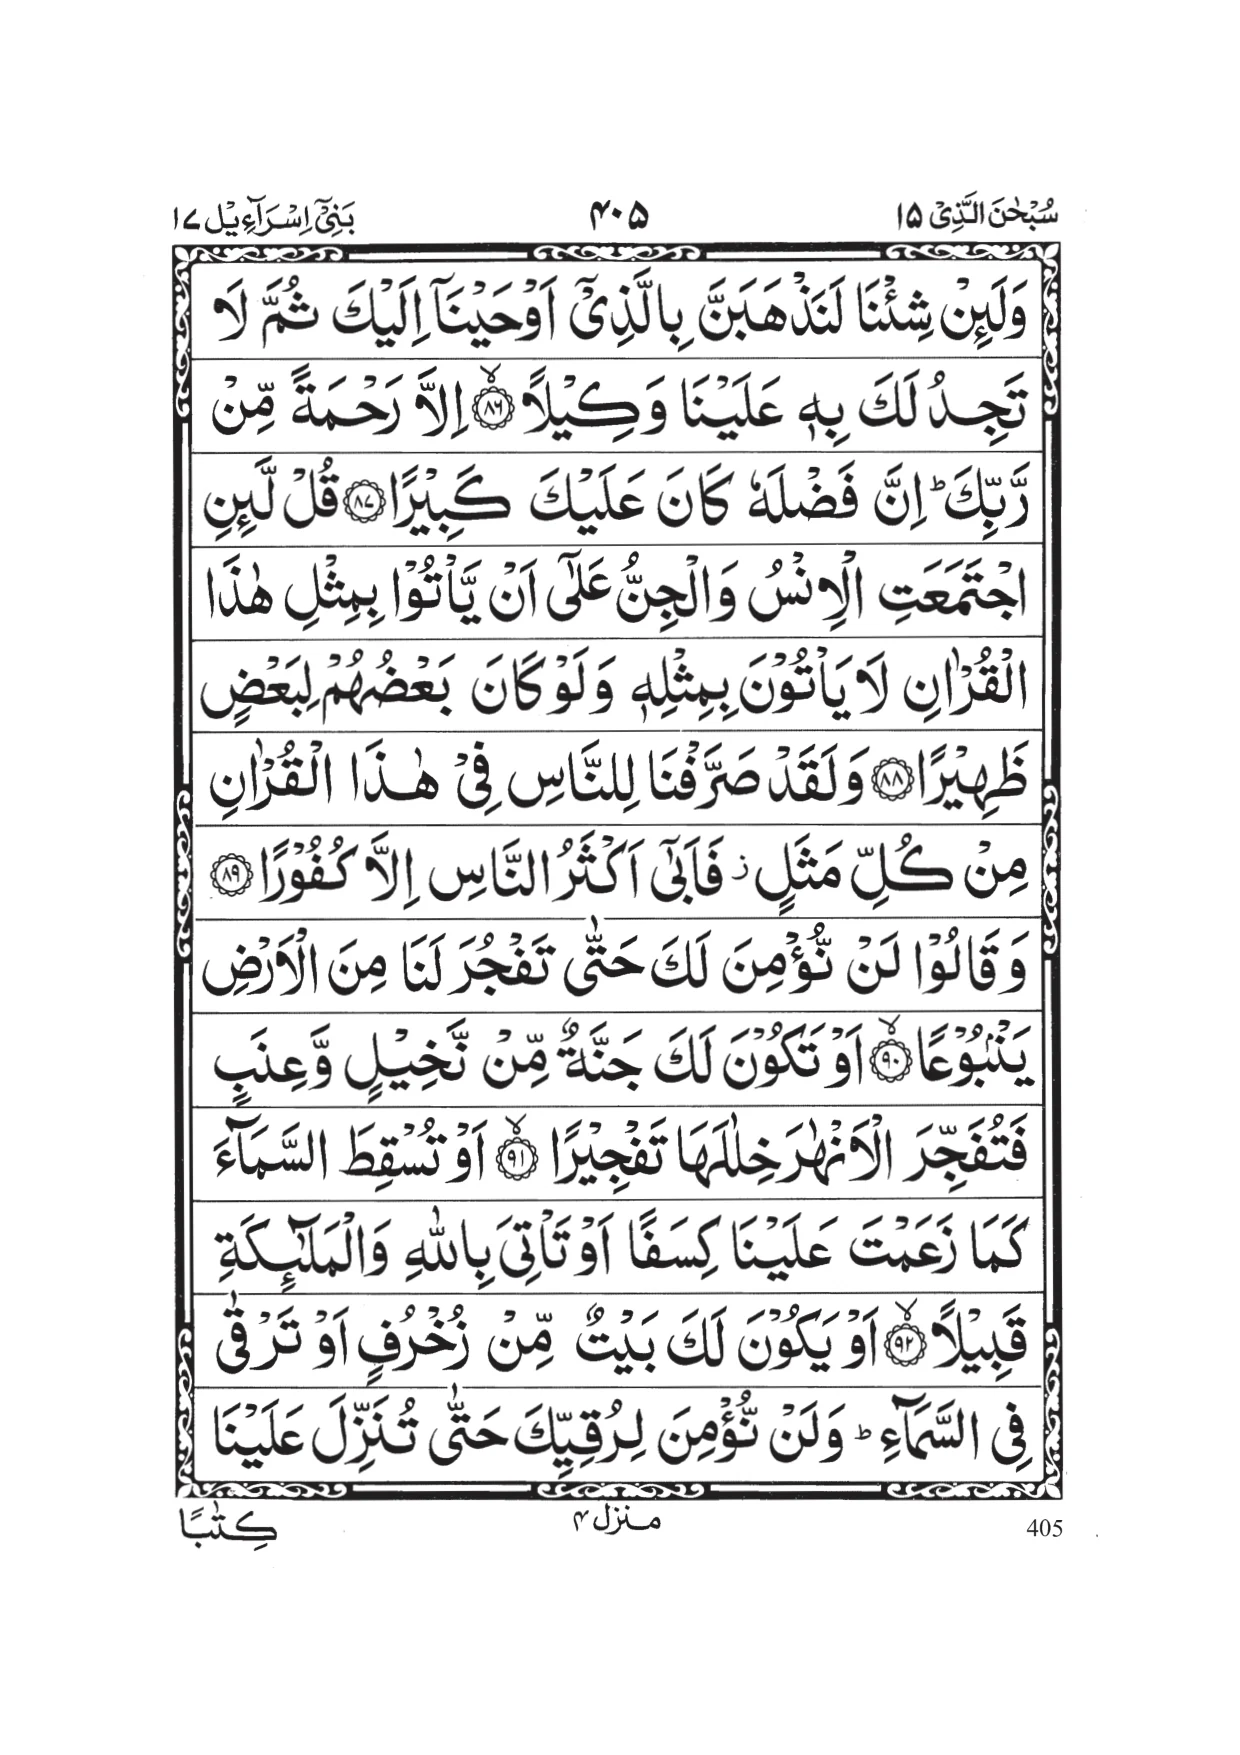 سُبْحٰنَ الَّذِیْۤ ۱۵
۴۰۵
بَنِیْۤ اِسْرَآءِیْل ۱۷
وَلَىِٕنْ شِئْنَا لَنَذْهَبَنَّ بِالَّذِیْۤ اَوْحَیْنَاۤ اِلَیْكَ ثُمَّ لَا
تَجِدُ لَكَ بِهٖ عَلَیْنَا وَكِیْلًا ۙ﴿۸۶﴾ اِلَّا رَحْمَةً مِّنْ
رَّبِّكَ ؕ اِنَّ فَضْلَهٗ كَانَ عَلَیْكَ كَبِیْرًا ﴿۸۷﴾ قُلْ لَّىِٕنِ
اجْتَمَعَتِ الْاِنْسُ وَالْجِنُّ عَلٰۤی اَنْ یَّاْتُوْا بِمِثْلِ هٰذَا
الْقُرْاٰنِ لَا یَاْتُوْنَ بِمِثْلِهٖ وَلَوْ كَانَ بَعْضُهُمْ لِبَعْضٍ
ظَهِیْرًا ﴿۸۸﴾ وَلَقَدْ صَرَّفْنَا لِلنَّاسِ فِیْ هٰذَا الْقُرْاٰنِ
مِنْ كُلِّ مَثَلٍ ؗ فَاَبٰۤی اَكْثَرُ النَّاسِ اِلَّا كُفُوْرًا ﴿۸۹﴾
وَقَالُوْا لَنْ نُّؤْمِنَ لَكَ حَتّٰی تَفْجُرَ لَنَا مِنَ الْاَرْضِ
یَنْۢبُوْعًا ۙ﴿۹۰﴾ اَوْ تَكُوْنَ لَكَ جَنَّةٌ مِّنْ نَّخِیْلٍ وَّعِنَبٍ
فَتُفَجِّرَ الْاَنْهٰرَ خِلٰلَهَا تَفْجِیْرًا ۙ﴿۹۱﴾ اَوْ تُسْقِطَ السَّمَآءَ
كَمَا زَعَمْتَ عَلَیْنَا كِسَفًا اَوْ تَاْتِیَ بِاللّٰهِ وَالْمَلٰٓىِٕكَةِ
قَبِیْلًا ۙ﴿۹۲﴾ اَوْ یَكُوْنَ لَكَ بَیْتٌ مِّنْ زُخْرُفٍ اَوْ تَرْقٰی
فِی السَّمَآءِ ؕ وَلَنْ نُّؤْمِنَ لِرُقِیِّكَ حَتّٰی تُنَزِّلَ عَلَیْنَا
405
منزل ۴
كِتٰبًا